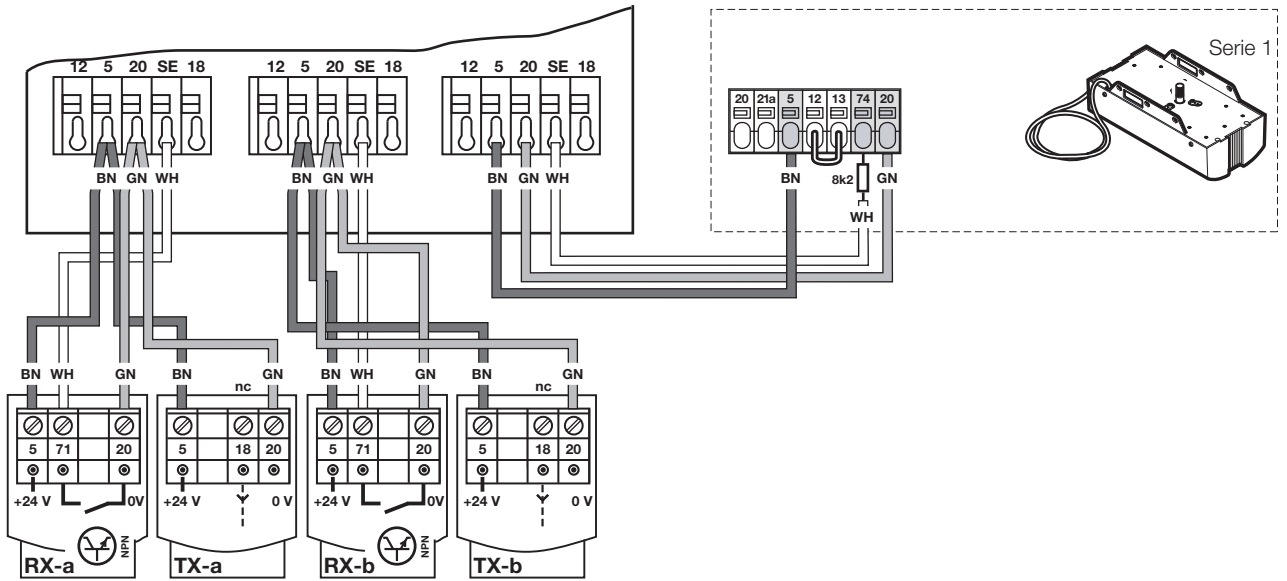 12 5 20 SE 18
12 5 20 SE 18
12 5 20 SE 18
Serie 1
20 21a 5 12 13 74 20
BN GN WH
BN GN WH
BN GN WH
BN 8k2 GN
WH
BN WH GN BN GN
BN WH GN BN GN
nc
nc
5 71 20
5 18 20
5 71 20
5 18 20
+24 V 0V
+24 V 0 V
+24 V 0V
+24 V 0 V
NPN
NPN
RX-a
TX-a
RX-b
TX-b